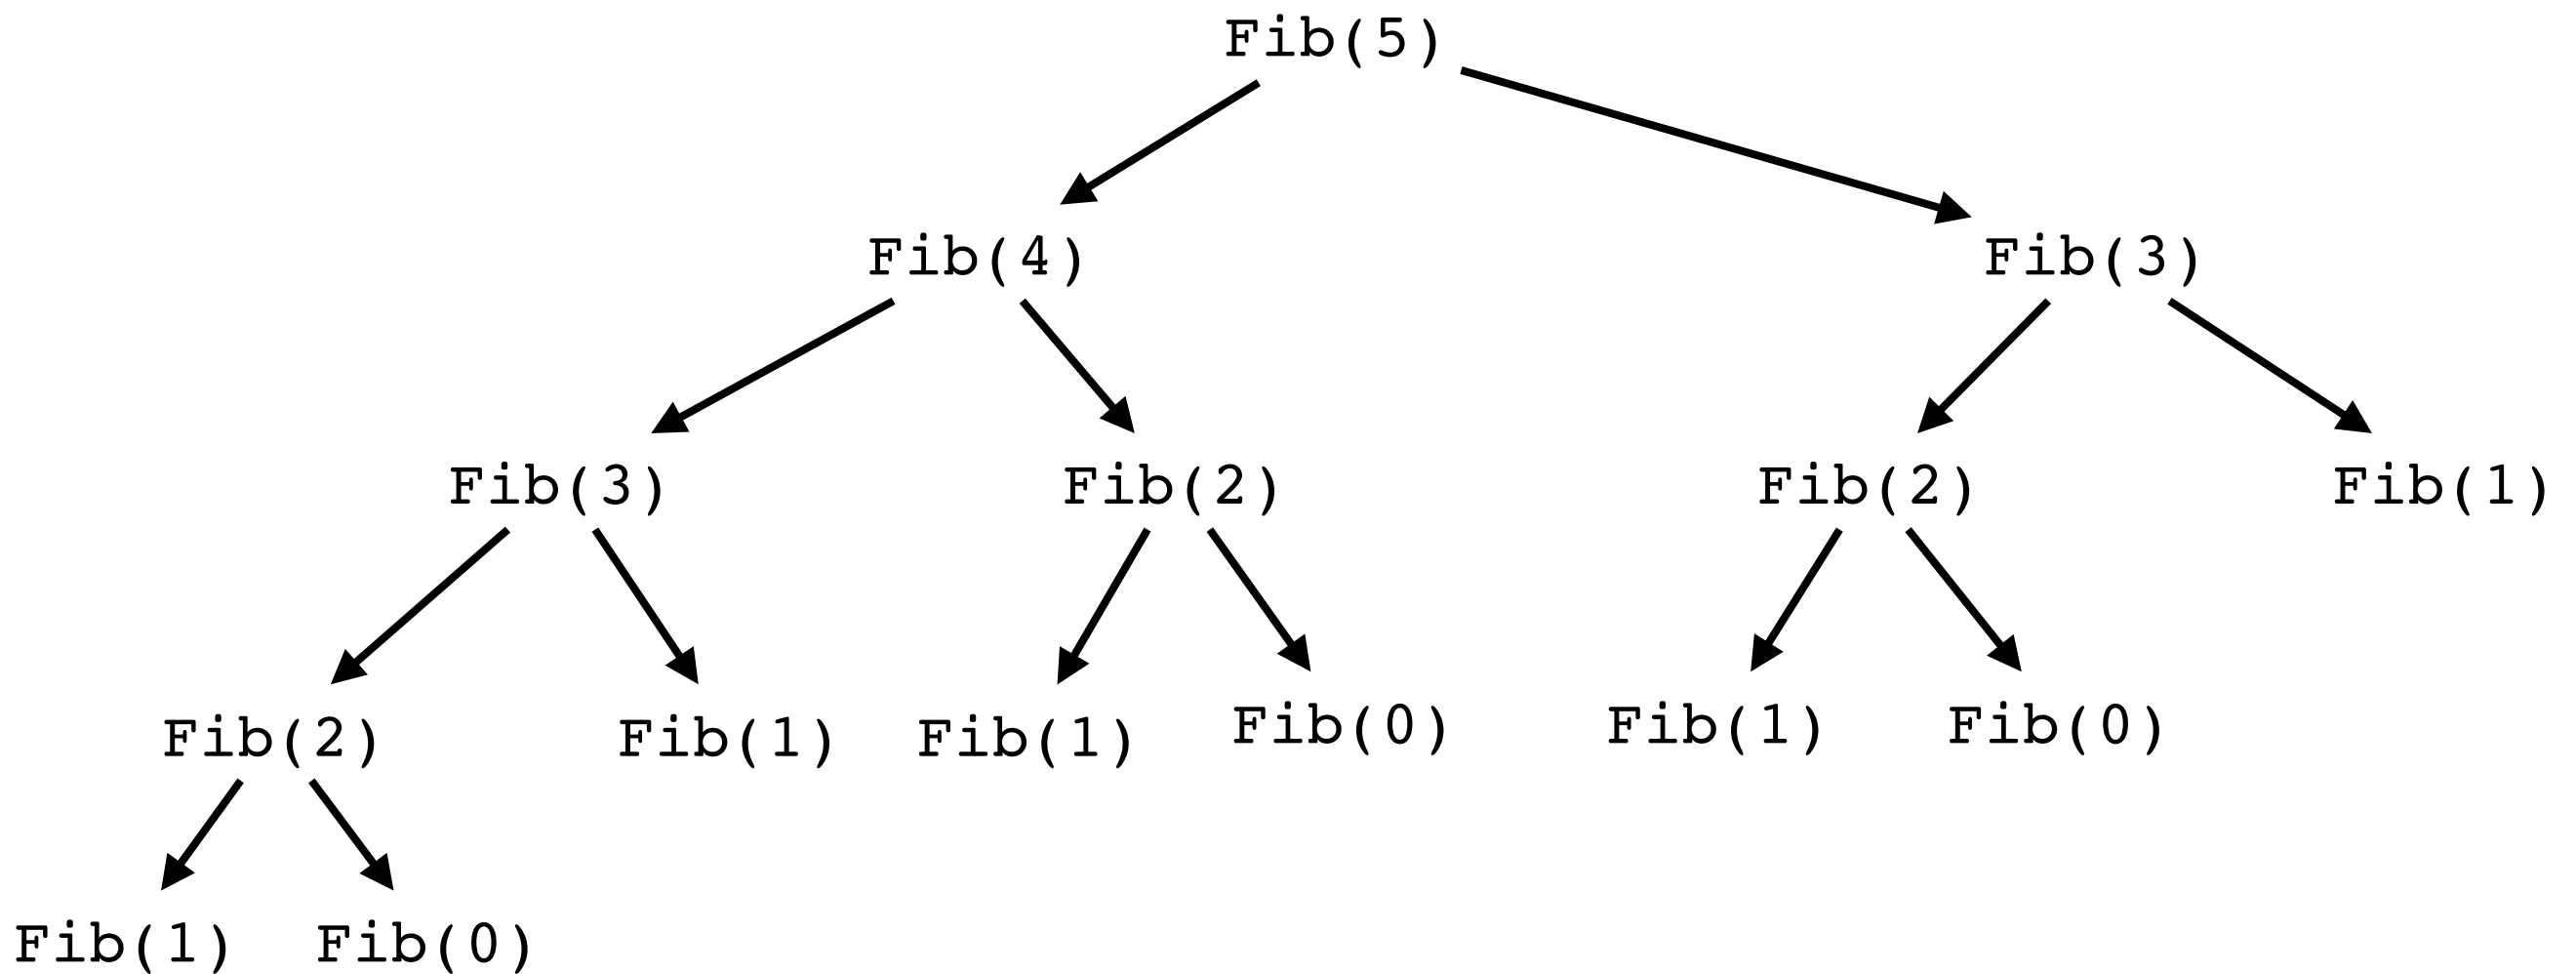 Fib(5)
Fib(4) Fib(3)
Fib(3) Fib(2) Fib(2) Fib(1)
Fib(2) Fib(1) Fib(1) Fib(0) Fib(1) Fib(0)
Fib(1) Fib(0)